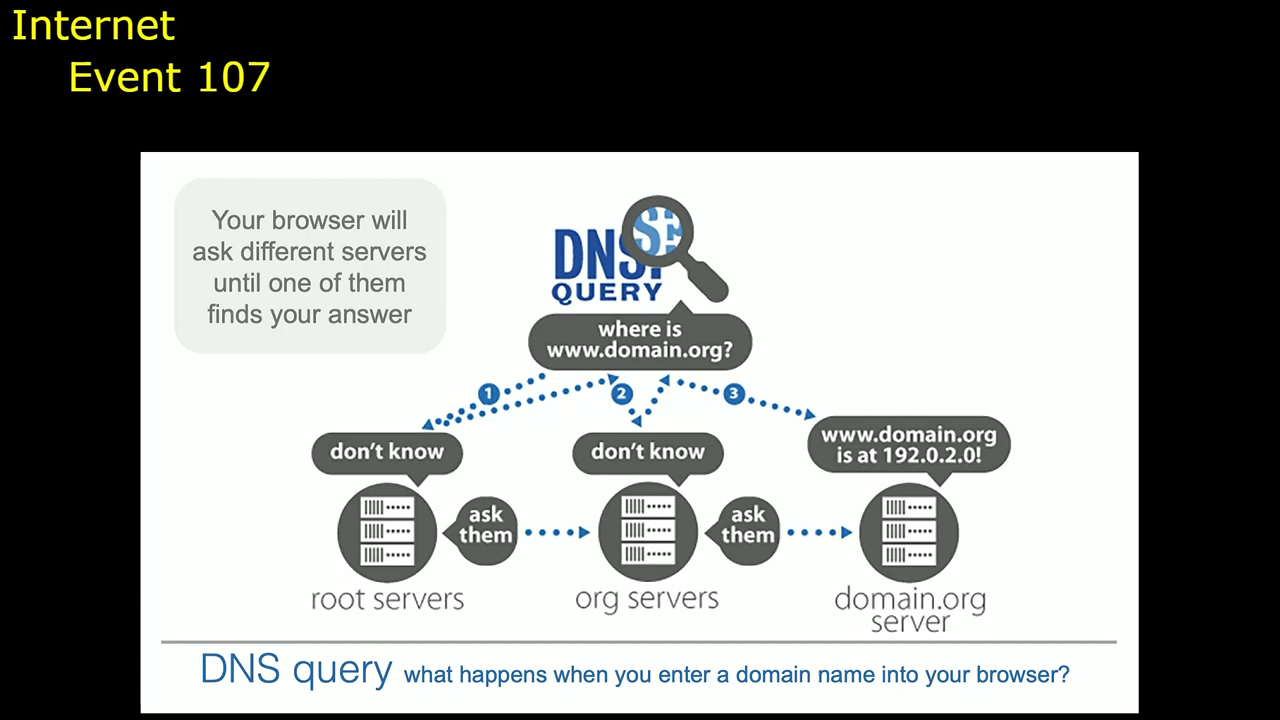 Internet
Event 107
Your browser will
ask different servers
until one of them
finds your answer
DNS
QUERY
where is
www.domain.org?
1
2
3
don't know
don't know
www.domain.org
is at 192.0.2.0!
ask
them
ask
them
root servers
org servers
domain.org
server
DNS query what happens when you enter a domain name into your browser?